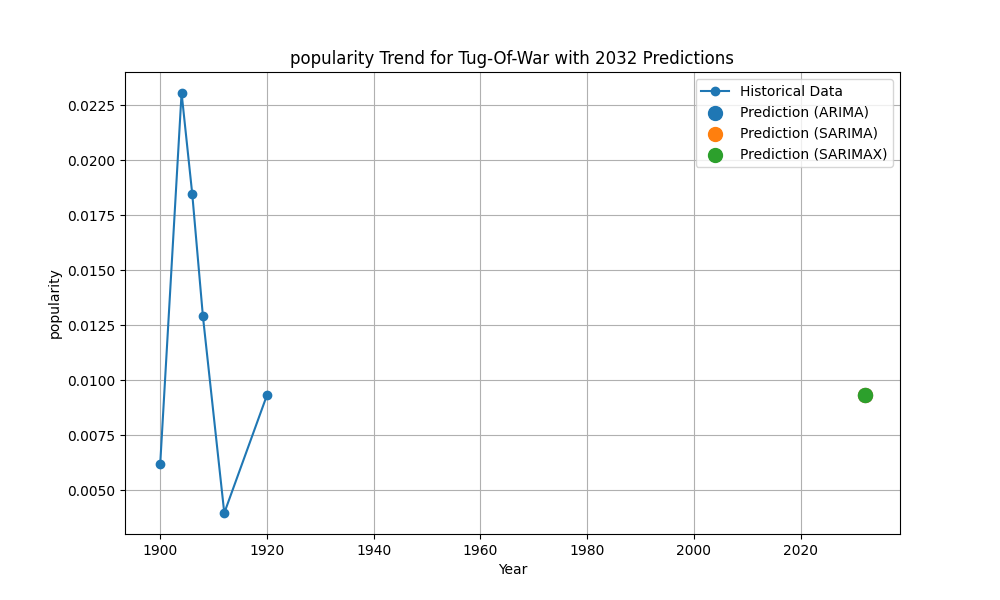 popularity Trend for Tug-Of-War with 2032 Predictions
Historical Data
Prediction (ARIMA)
Prediction (SARIMA)
Prediction (SARIMAX)
popularity
0.0225
0.0200
0.0175
0.0150
0.0125
0.0100
0.0075
0.0050
1900 1920 1940 1960 1980 2000 2020
Year